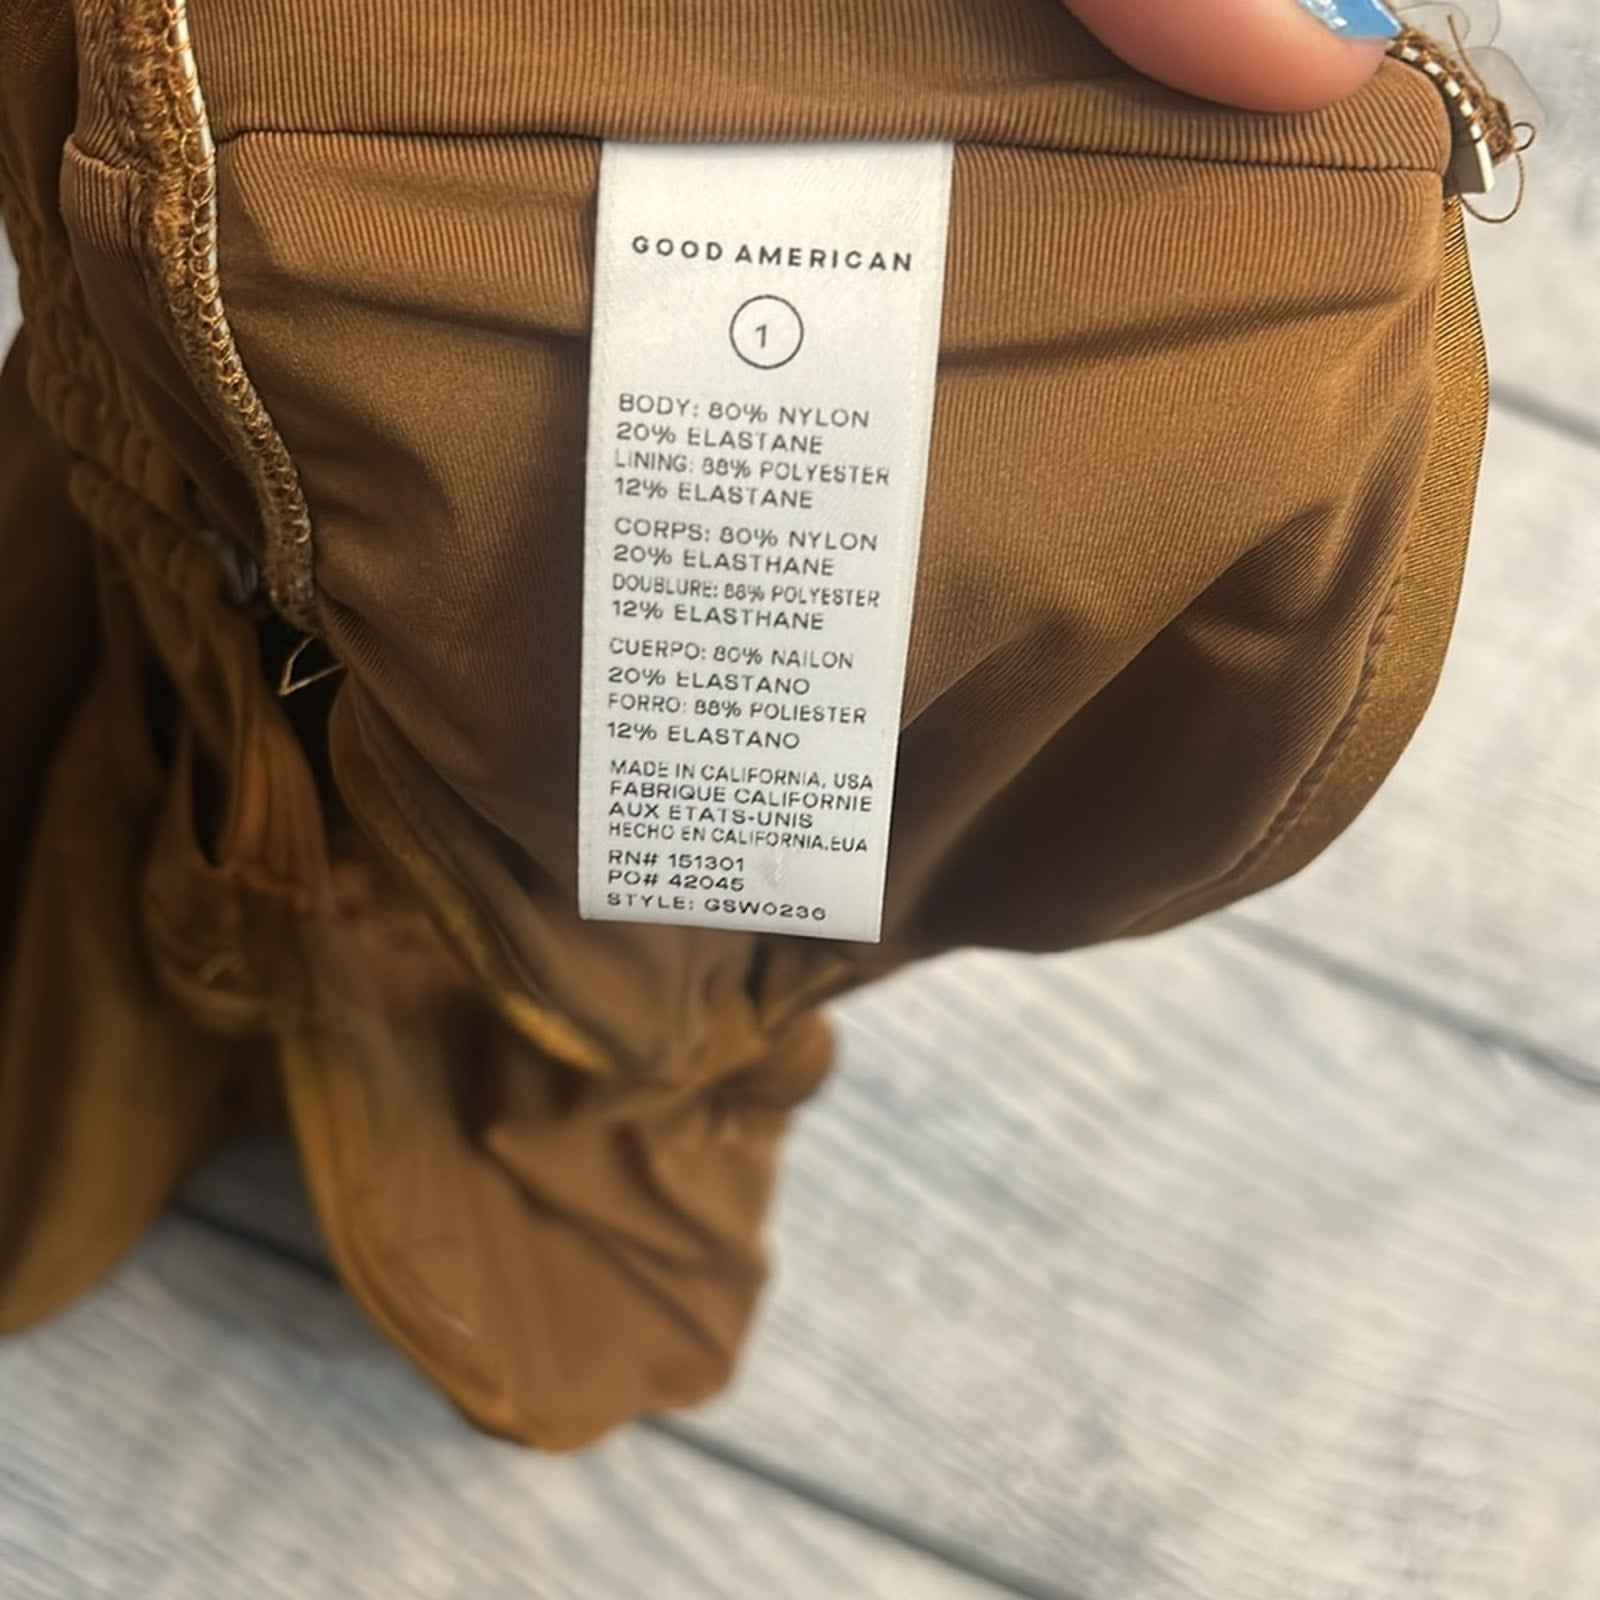 GOOD AMERICAN
1
BODY: 80% NYLON
20% ELASTANE
LINING: 88% POLYESTER
12% ELASTANE
CORPS: 80% NYLON
20% ELASTHANE
DOUBLURE: 88% POLYESTER
12% ELASTHANE
CUERPO: 80% NAILON
20% ELASTANO
FORRO: 88% POLIESTER
12% ELASTANO
MADE IN CALIFORNIA, USA
FABRIQUE CALIFORNIE
AUX ETATS-UNIS
HECHO EN CALIFORNIA.EUA
RN# 151301
PO# 42045
STYLE: GSW0236